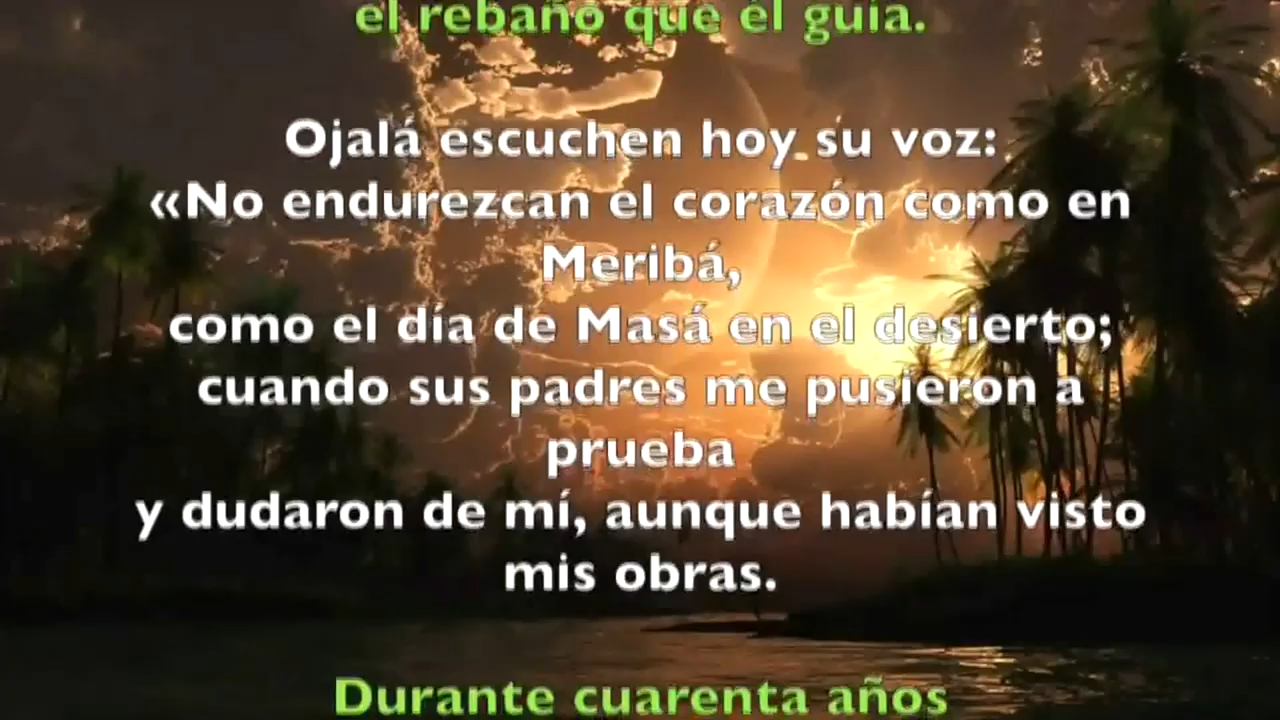 el rebaño que él guía.
Ojalá escuchen hoy su voz:
«No endurezcan el corazón como en
Meribá,
como el día de Masá en el desierto;
cuando sus padres me pusieron a
prueba
y dudaron de mí, aunque habían visto
mis obras.
Durante cuarenta años